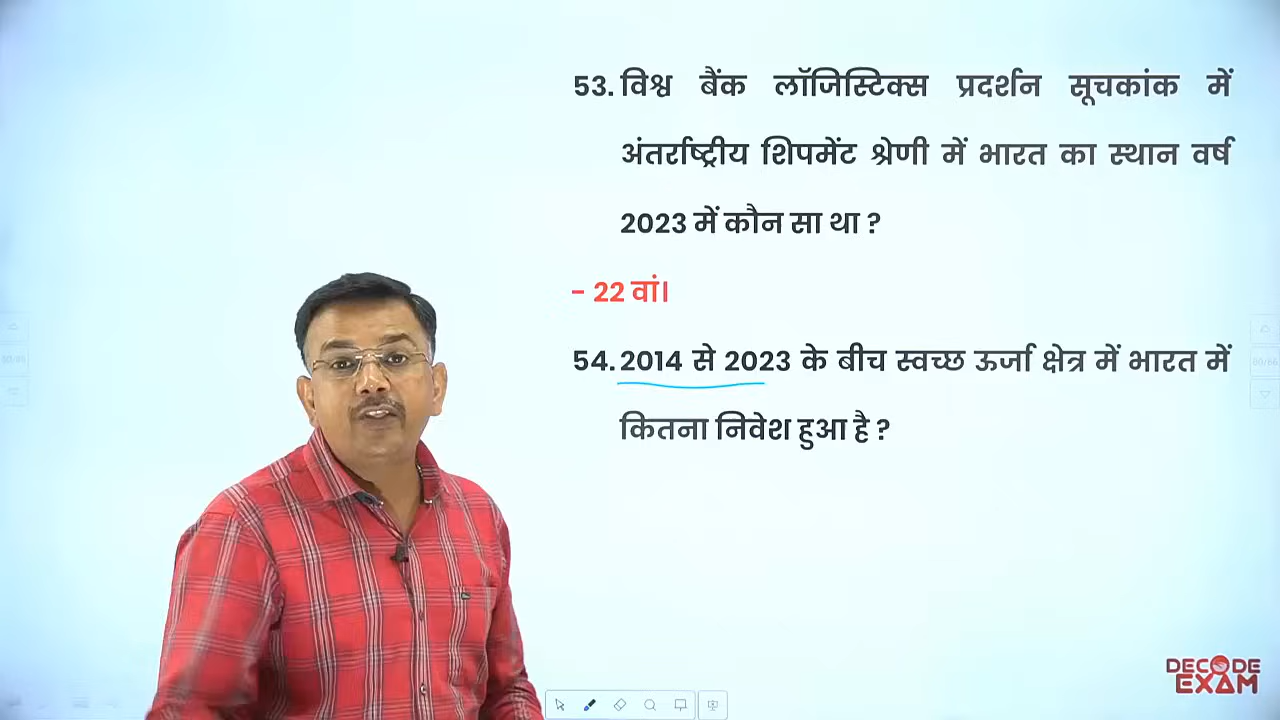 53. विश्व बैंक लॉजिस्टिक्स प्रदर्शन सूचकांक में
अंतर्राष्ट्रीय शिपमेंट श्रेणी में भारत का स्थान वर्ष
2023 में कौन सा था ?
- 22 वां।
54. 2014 से 2023 के बीच स्वच्छ ऊर्जा क्षेत्र में भारत में
कितना निवेश हुआ है ?
DECODE
EXAM